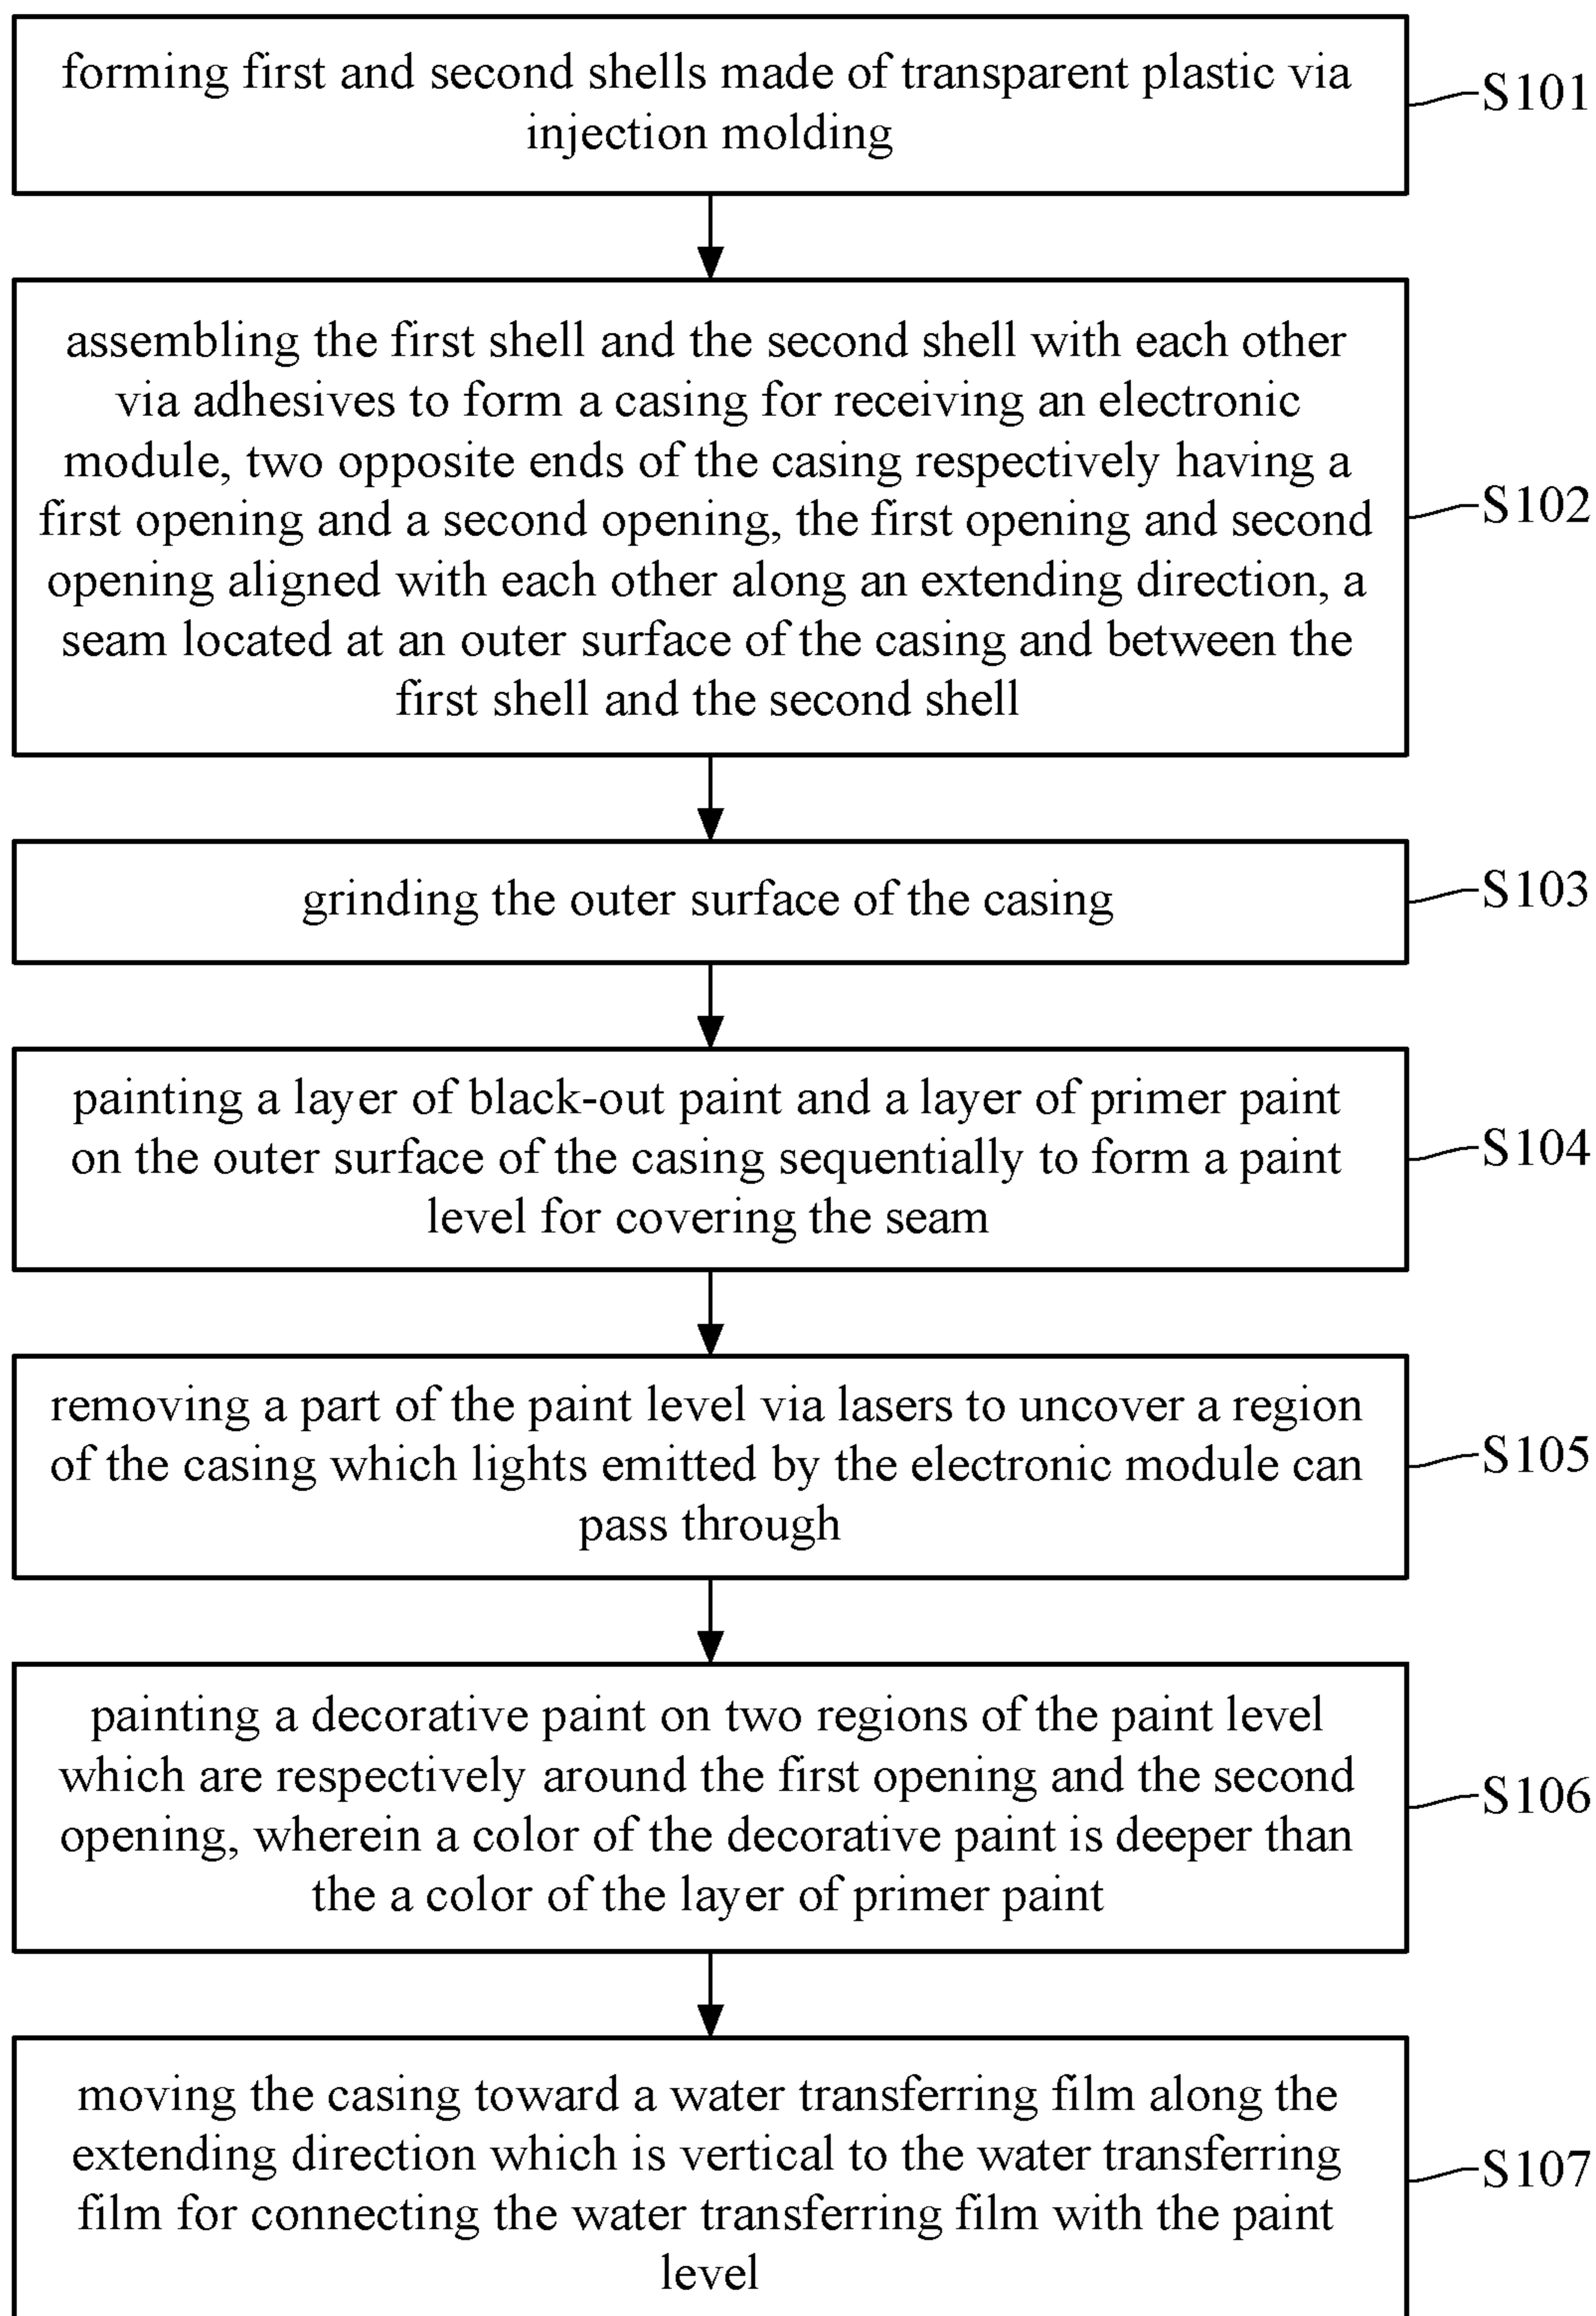 forming first and second shells made of transparent plastic via
injection molding
S101
assembling the first shell and the second shell with each other
via adhesives to form a casing for receiving an electronic
module, two opposite ends of the casing respectively having a
first opening and a second opening, the first opening and second
opening aligned with each other along an extending direction, a
seam located at an outer surface of the casing and between the
first shell and the second shell
S102
grinding the outer surface of the casing
S103
painting a layer of black-out paint and a layer of primer paint
on the outer surface of the casing sequentially to form a paint
level for covering the seam
S104
removing a part of the paint level via lasers to uncover a region
of the casing which lights emitted by the electronic module can
pass through
S105
painting a decorative paint on two regions of the paint level
which are respectively around the first opening and the second
opening, wherein a color of the decorative paint is deeper than
the a color of the layer of primer paint
S106
moving the casing toward a water transferring film along the
extending direction which is vertical to the water transferring
film for connecting the water transferring film with the paint
level
S107